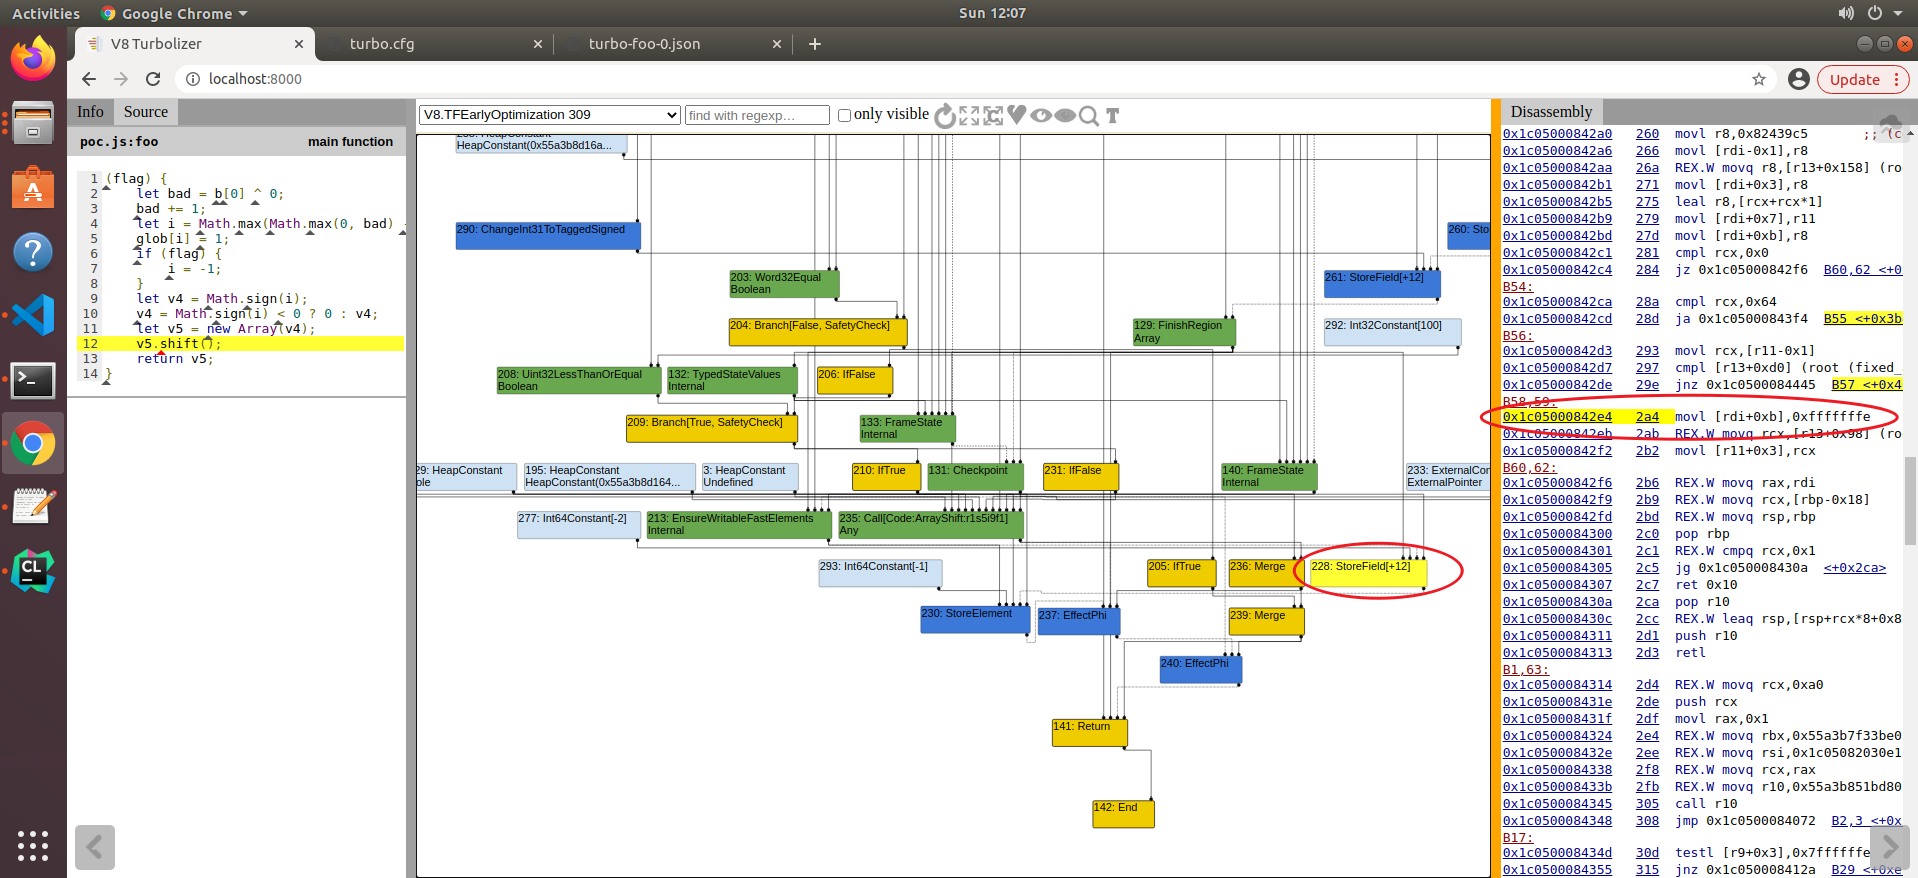 Activities
Google Chrome
Sun 12:07
V8 Turbolizer
turbo.cfg
turbo-foo-0.json
localhost:8000
Update
Info
Source
poc.js:foo
main function
1 (flag) {
2 let bad = b[0] ^ 0;
3 bad += 1;
4 let i = Math.max(Math.max(0, bad)
5 glob[i] = 1;
6 if (flag) {
7 i = -1;
8 }
9 let v4 = Math.sign(i);
10 v4 = Math.sign(i) < 0 ? 0 : v4;
11 let v5 = new Array(v4);
12 v5.shift();
13 return v5;
14 }
V8.TFEarlyOptimization 309
find with regexp…
only visible
HeapConstant(0x55a3b8d16a...
290: ChangeInt31ToTaggedSigned
260: Sto
203: Word32Equal
Boolean
261: StoreField[+12]
204: Branch[False, SafetyCheck]
129: FinishRegion
Array
292: Int32Constant[100]
208: Uint32LessThanOrEqual
Boolean
132: TypedStateValues
Internal
206: IfFalse
209: Branch[True, SafetyCheck]
133: FrameState
Internal
29: HeapConstant
ole
195: HeapConstant
HeapConstant(0x55a3b8d164...
3: HeapConstant
Undefined
210: IfTrue
131: Checkpoint
231: IfFalse
140: FrameState
Internal
233: ExternalCon
ExternalPointer
277: Int64Constant[-2]
213: EnsureWritableFastElements
Internal
235: Call[Code:ArrayShift:r1s5i9f1]
Any
293: Int64Constant[-1]
205: IfTrue
236: Merge
228: StoreField[+12]
230: StoreElement
237: EffectPhi
239: Merge
240: EffectPhi
141: Return
142: End
Disassembly
0x1c05000842a0 260 movl r8,0x82439c5 ;; (c
0x1c05000842a6 266 movl [rdi-0x1],r8
0x1c05000842aa 26a REX.W movq r8,[r13+0x158] (ro
0x1c05000842b1 271 movl [rdi+0x3],r8
0x1c05000842b5 275 leal r8,[rcx+rcx*1]
0x1c05000842b9 279 movl [rdi+0x7],r11
0x1c05000842bd 27d movl [rdi+0xb],r8
0x1c05000842c1 281 cmpl rcx,0x0
0x1c05000842c4 284 jz 0x1c05000842f6 B60,62 <+0
B54:
0x1c05000842ca 28a cmpl rcx,0x64
0x1c05000842cd 28d ja 0x1c05000843f4 B55 <+0x3b
B56:
0x1c05000842d3 293 movl rcx,[r11-0x1]
0x1c05000842d7 297 cmpl [r13+0xd0] (root (fixed_
0x1c05000842de 29e jnz 0x1c0500084445 B57 <+0x4
B58,59:
0x1c05000842e4 2a4 movl [rdi+0xb],0xfffffffe
0x1c05000842eb 2ab REX.W movq rcx,[r13+0x98] (ro
0x1c05000842f2 2b2 movl [r11+0x3],rcx
B60,62:
0x1c05000842f6 2b6 REX.W movq rax,rdi
0x1c05000842f9 2b9 REX.W movq rcx,[rbp-0x18]
0x1c05000842fd 2bd REX.W movq rsp,rbp
0x1c0500084300 2c0 pop rbp
0x1c0500084301 2c1 REX.W cmpq rcx,0x1
0x1c0500084305 2c5 jg 0x1c050008430a <+0x2ca>
0x1c0500084307 2c7 ret 0x10
0x1c050008430a 2ca pop r10
0x1c050008430c 2cc REX.W leaq rsp,[rsp+rcx*8+0x8
0x1c0500084311 2d1 push r10
0x1c0500084313 2d3 retl
B1,63:
0x1c0500084314 2d4 REX.W movq rcx,0xa0
0x1c050008431e 2de push rcx
0x1c050008431f 2df movl rax,0x1
0x1c0500084324 2e4 REX.W movq rbx,0x55a3b7f33be0
0x1c050008432e 2ee REX.W movq rsi,0x1c05082030e1
0x1c0500084338 2f8 REX.W movq rcx,rax
0x1c050008433b 2fb REX.W movq r10,0x55a3b851bd80
0x1c0500084345 305 call r10
0x1c0500084348 308 jmp 0x1c0500084072 B2,3 <+0x
B17:
0x1c050008434d 30d testl [r9+0x3],0x7ffffffe
0x1c0500084355 315 jnz 0x1c050008412a B29 <+0xe